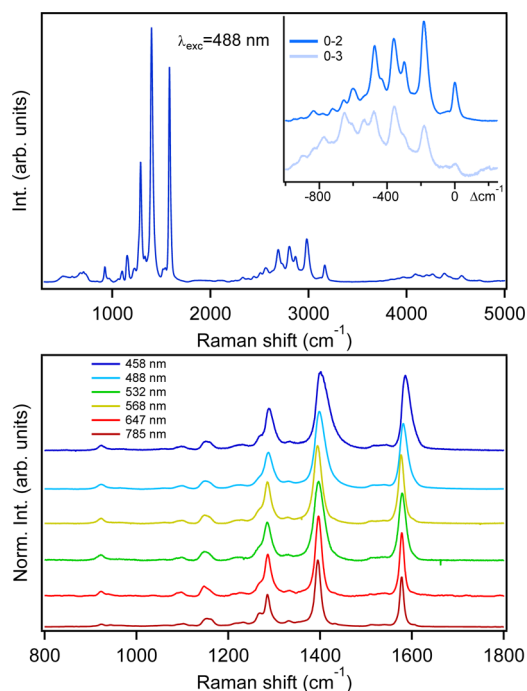 λexc=488 nm
0-2
0-3
-800
-400
0
Δcm-1
Int. (arb. units)
1000
2000
3000
4000
5000
Raman shift (cm-1)
458 nm
488 nm
532 nm
568 nm
647 nm
785 nm
Norm. Int. (arb. units)
800
1000
1200
1400
1600
1800
Raman shift (cm-1)